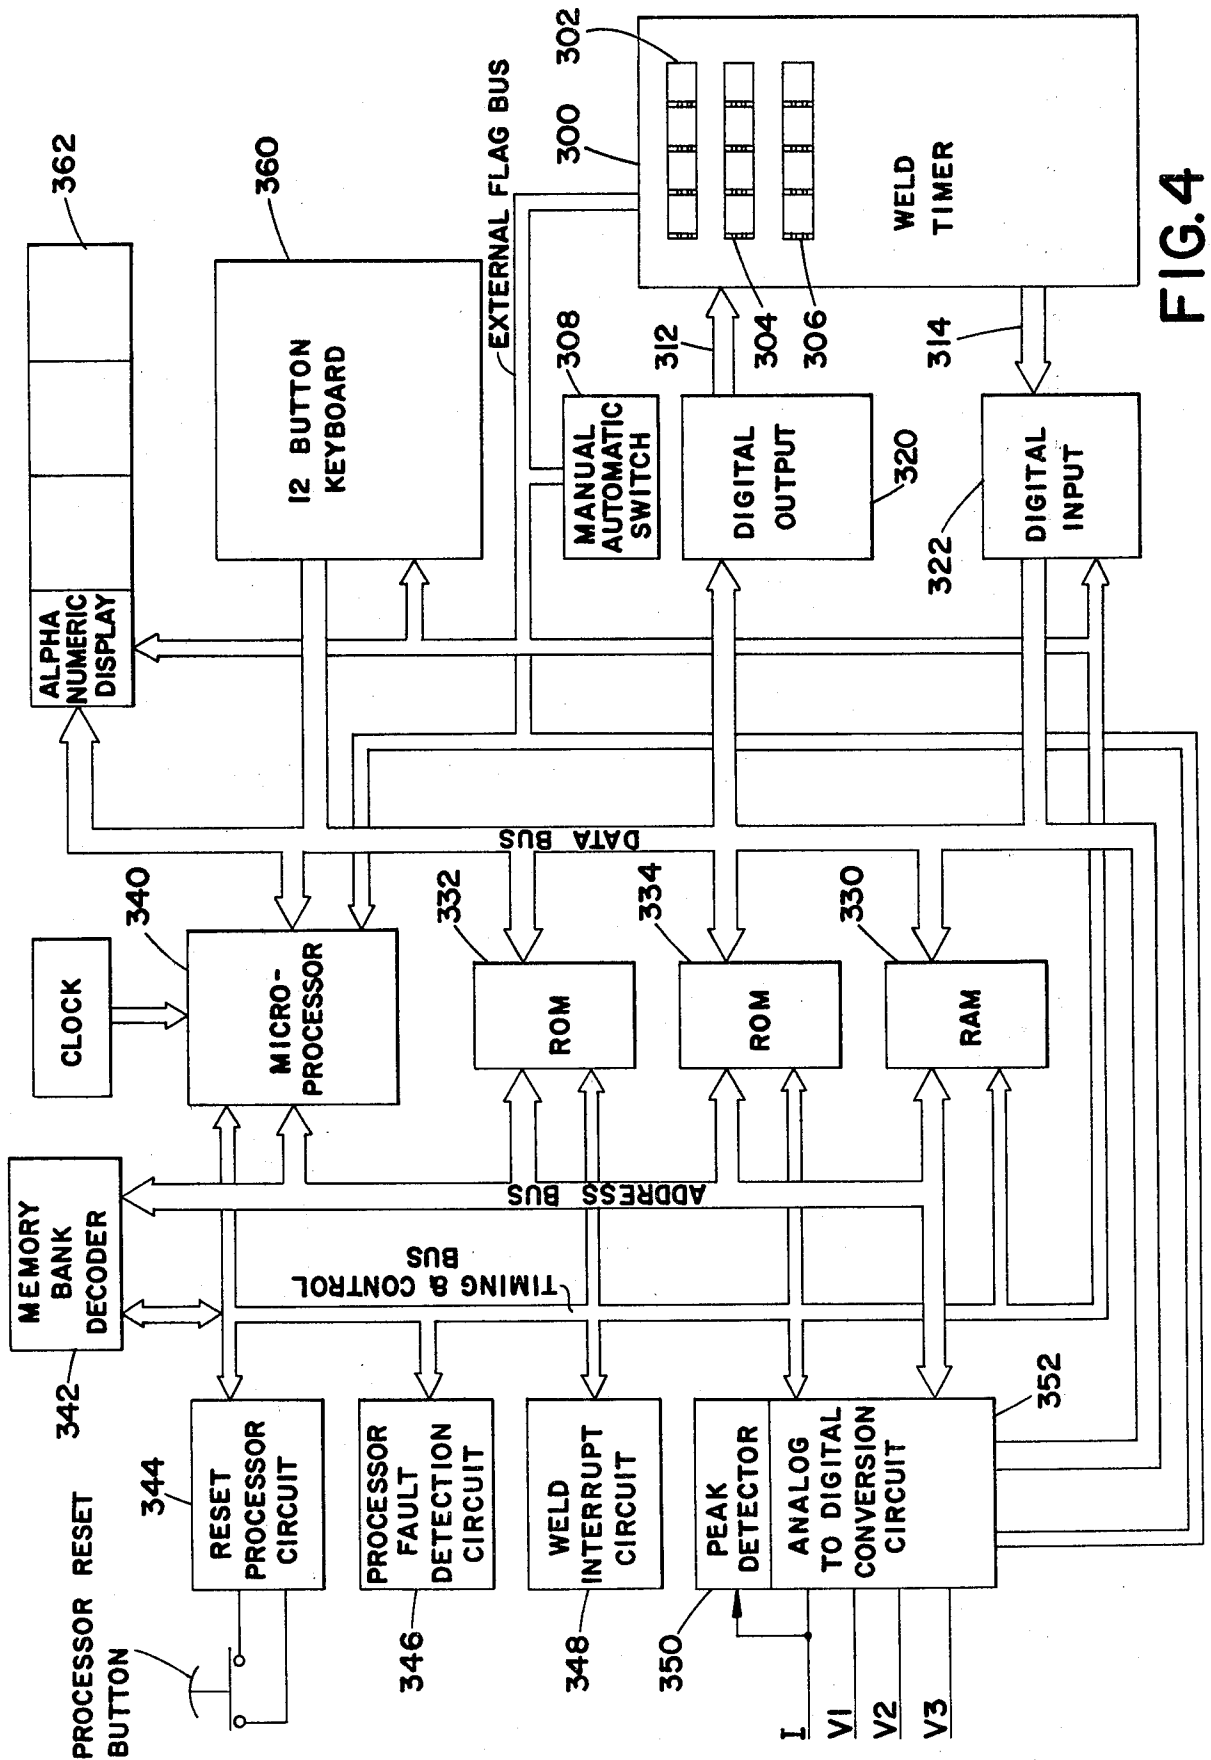 PROCESSOR RESET
BUTTON
344
RESET
PROCESSOR
CIRCUIT
346
PROCESSOR
FAULT
DETECTION
CIRCUIT
348
WELD
INTERRUPT
CIRCUIT
350
PEAK
DETECTOR
ANALOG
TO DIGITAL
CONVERSION
CIRCUIT
352
I
V1
V2
V3
342
MEMORY
BANK
DECODER
TIMING & CONTROL
BUS
ADDRESS BUS
CLOCK
340
MICRO-
PROCESSOR
332
ROM
334
ROM
330
RAM
DATA BUS
ALPHA
NUMERIC
DISPLAY
362
12 BUTTON
KEYBOARD
360
EXTERNAL FLAG BUS
308
MANUAL
AUTOMATIC
SWITCH
312
DIGITAL
OUTPUT
320
322
DIGITAL
INPUT
314
300
302
304
306
WELD
TIMER
FIG.4